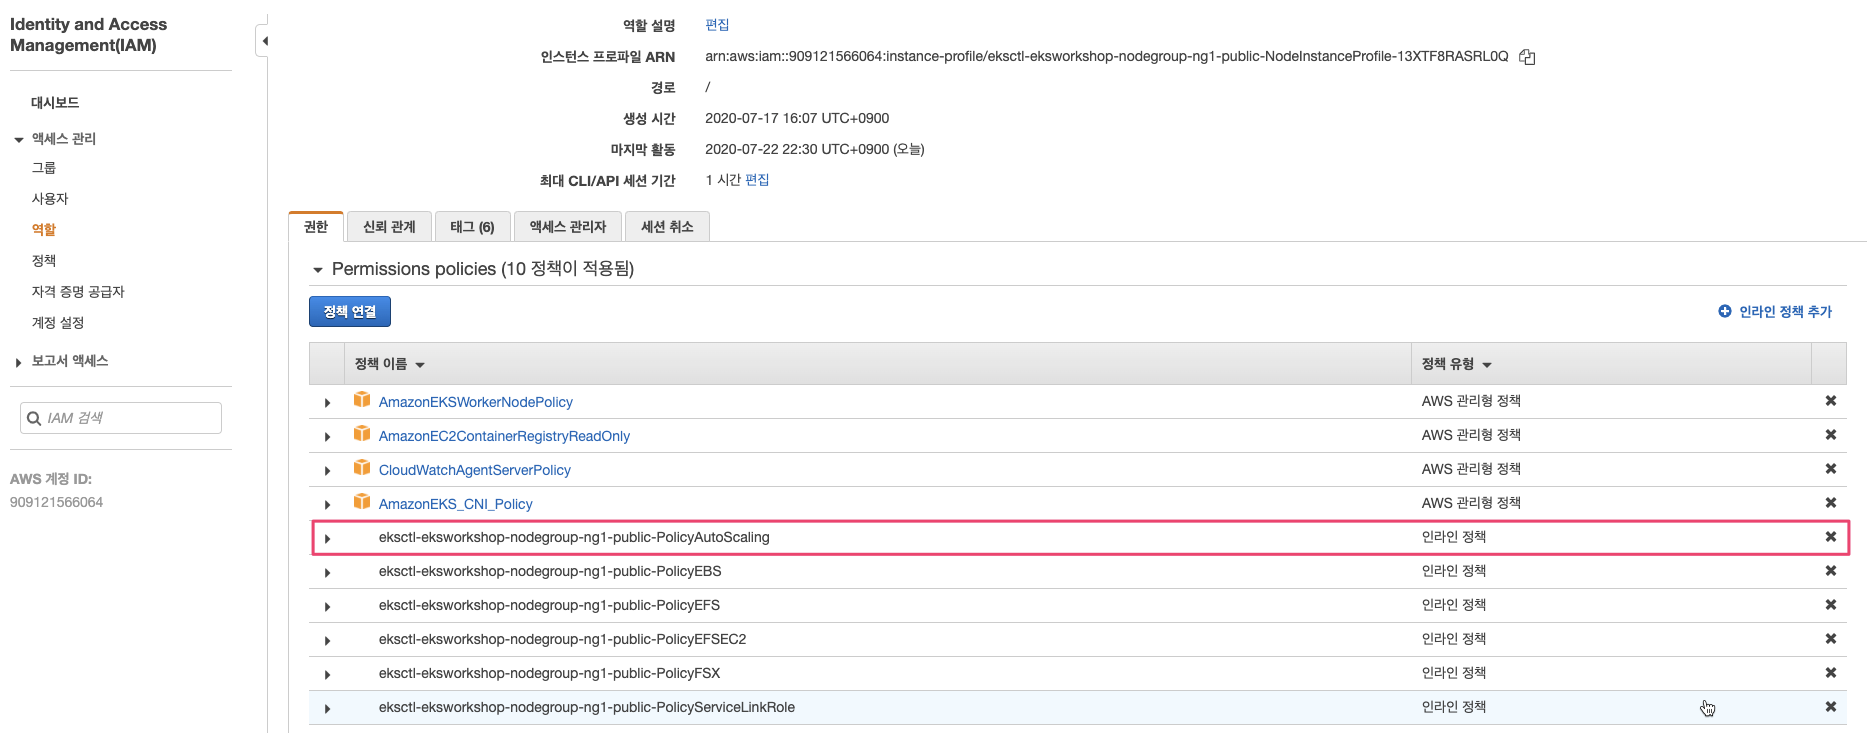 Identity and Access
Management(IAM)
대시보드
액세스 관리
그룹
사용자
역할
정책
자격 증명 공급자
계정 설정
보고서 액세스
IAM 검색
AWS 계정 ID:
909121566064
역할 설명 편집
인스턴스 프로파일 ARN arn:aws:iam::909121566064:instance-profile/eksctl-eksworkshop-nodegroup-ng1-public-NodeInstanceProfile-13XTF8RASRL0Q
경로 /
생성 시간 2020-07-17 16:07 UTC+0900
마지막 활동 2020-07-22 22:30 UTC+0900 (오늘)
최대 CLI/API 세션 기간 1 시간 편집
권한 신뢰 관계 태그 (6) 액세스 관리자 세션 취소
Permissions policies (10 정책이 적용됨)
정책 연결 인라인 정책 추가
정책 이름 정책 유형
AmazonEKSWorkerNodePolicy AWS 관리형 정책
AmazonEC2ContainerRegistryReadOnly AWS 관리형 정책
CloudWatchAgentServerPolicy AWS 관리형 정책
AmazonEKS_CNI_Policy AWS 관리형 정책
eksctl-eksworkshop-nodegroup-ng1-public-PolicyAutoScaling 인라인 정책
eksctl-eksworkshop-nodegroup-ng1-public-PolicyEBS 인라인 정책
eksctl-eksworkshop-nodegroup-ng1-public-PolicyEFS 인라인 정책
eksctl-eksworkshop-nodegroup-ng1-public-PolicyEFSEC2 인라인 정책
eksctl-eksworkshop-nodegroup-ng1-public-PolicyFSX 인라인 정책
eksctl-eksworkshop-nodegroup-ng1-public-PolicyServiceLinkRole 인라인 정책